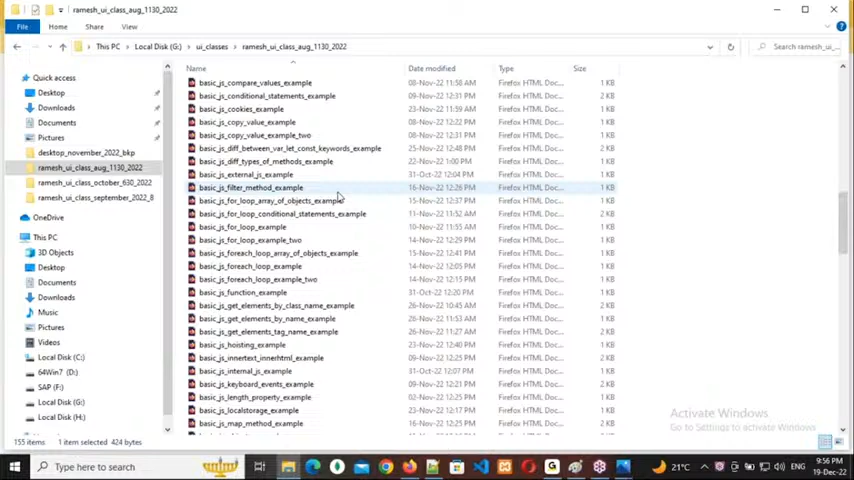 ramesh_ui_class_aug_1130_2022
File Home Share View
This PC > Local Disk (G:) > ui_classes > ramesh_ui_class_aug_1130_2022
Search ramesh_ui_...
Name Date modified Type Size
Quick access
Desktop
Downloads
Documents
Pictures
desktop_november_2022_bkp
ramesh_ui_class_aug_1130_2022
ramesh_ui_class_october_630_2022
ramesh_ui_class_september_2022_8
OneDrive
This PC
3D Objects
Desktop
Documents
Downloads
Music
Pictures
Videos
Local Disk (C:)
64Win7 (D:)
SAP (F:)
Local Disk (G:)
Local Disk (H:)
basic_js_compare_values_example 08-Nov-22 11:58 AM Firefox HTML Doc... 1 KB
basic_js_conditional_statements_example 09-Nov-22 12:31 PM Firefox HTML Doc... 2 KB
basic_js_cookies_example 23-Nov-22 11:59 AM Firefox HTML Doc... 1 KB
basic_js_copy_value_example 08-Nov-22 12:22 PM Firefox HTML Doc... 1 KB
basic_js_copy_value_example_two 08-Nov-22 12:31 PM Firefox HTML Doc... 1 KB
basic_js_diff_between_var_let_const_keywords_example 25-Nov-22 12:48 PM Firefox HTML Doc... 2 KB
basic_js_diff_types_of_methods_example 22-Nov-22 1:00 PM Firefox HTML Doc... 1 KB
basic_js_external_js_example 31-Oct-22 12:04 PM Firefox HTML Doc... 1 KB
basic_js_filter_method_example 16-Nov-22 12:26 PM Firefox HTML Doc... 1 KB
basic_js_for_loop_array_of_objects_example 15-Nov-22 12:37 PM Firefox HTML Doc... 1 KB
basic_js_for_loop_conditional_statements_example 11-Nov-22 11:52 AM Firefox HTML Doc... 2 KB
basic_js_for_loop_example 10-Nov-22 11:55 AM Firefox HTML Doc... 1 KB
basic_js_for_loop_example_two 14-Nov-22 12:29 PM Firefox HTML Doc... 1 KB
basic_js_foreach_loop_array_of_objects_example 15-Nov-22 12:41 PM Firefox HTML Doc... 1 KB
basic_js_foreach_loop_example 14-Nov-22 12:05 PM Firefox HTML Doc... 1 KB
basic_js_foreach_loop_example_two 14-Nov-22 12:15 PM Firefox HTML Doc... 1 KB
basic_js_function_example 31-Oct-22 12:20 PM Firefox HTML Doc... 1 KB
basic_js_get_elements_by_class_name_example 26-Nov-22 10:45 AM Firefox HTML Doc... 2 KB
basic_js_get_elements_by_name_example 26-Nov-22 11:53 AM Firefox HTML Doc... 1 KB
basic_js_get_elements_tag_name_example 26-Nov-22 11:27 AM Firefox HTML Doc... 2 KB
basic_js_hoisting_example 23-Nov-22 12:40 PM Firefox HTML Doc... 1 KB
basic_js_innertext_innerhtml_example 09-Nov-22 12:25 PM Firefox HTML Doc... 2 KB
basic_js_internal_js_example 31-Oct-22 12:07 PM Firefox HTML Doc... 1 KB
basic_js_keyboard_events_example 09-Nov-22 12:21 PM Firefox HTML Doc... 2 KB
basic_js_length_property_example 02-Nov-22 12:25 PM Firefox HTML Doc... 1 KB
basic_js_localstorage_example 23-Nov-22 12:17 PM Firefox HTML Doc... 1 KB
basic_js_map_method_example 16-Nov-22 12:25 PM Firefox HTML Doc... 2 KB
Activate Windows
Go to Settings to activate Windows.
155 items 1 item selected 424 bytes
Type here to search
21°C ENG 9:56 PM
19-Dec-22